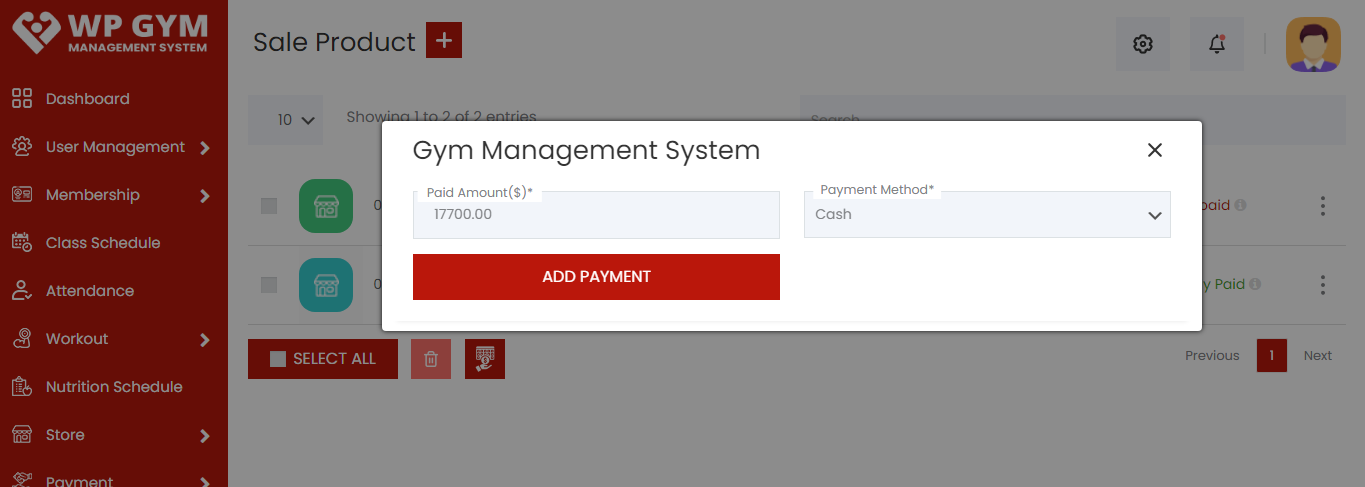 WP GYM
MANAGEMENT SYSTEM
Dashboard
User Management
Membership
Class Schedule
Attendance
Workout
Nutrition Schedule
Store
Payment
Sale Product
10
Showing 1 to 2 of 2 entries
Search
Gym Management System
Paid Amount($)*
17700.00
Payment Method*
Cash
ADD PAYMENT
0
paid
0
y Paid
SELECT ALL
Previous 1 Next